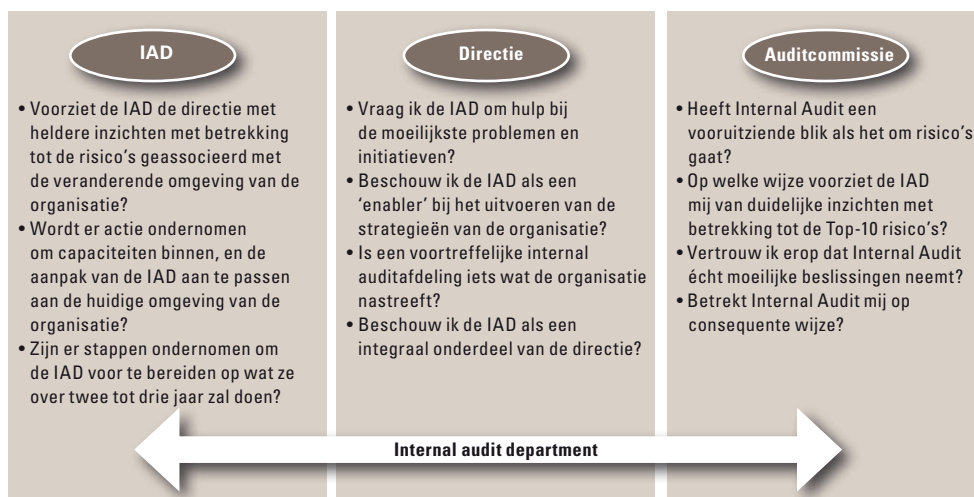 IAD
• Voorziet de IAD de directie met
heldere inzichten met betrekking
tot de risico's geassocieerd met
de veranderende omgeving van de
organisatie?
• Wordt er actie ondernomen
om capaciteiten binnen, en de
aanpak van de IAD aan te passen
aan de huidige omgeving van de
organisatie?
• Zijn er stappen ondernomen om
de IAD voor te bereiden op wat ze
over twee tot drie jaar zal doen?
Directie
• Vraag ik de IAD om hulp bij
de moeilijkste problemen en
initiatieven?
• Beschouw ik de IAD als een
'enabler' bij het uitvoeren van de
strategieën van de organisatie?
• Is een voortreffelijke internal
auditafdeling iets wat de organisatie
nastreeft?
• Beschouw ik de IAD als een
integraal onderdeel van de directie?
Auditcommissie
• Heeft Internal Audit een
vooruitziende blik als het om risico's
gaat?
• Op welke wijze voorziet de IAD
mij van duidelijke inzichten met
betrekking tot de Top-10 risico's?
• Vertrouw ik erop dat Internal Audit
écht moeilijke beslissingen neemt?
• Betrekt Internal Audit mij op
consequente wijze?
Internal audit department